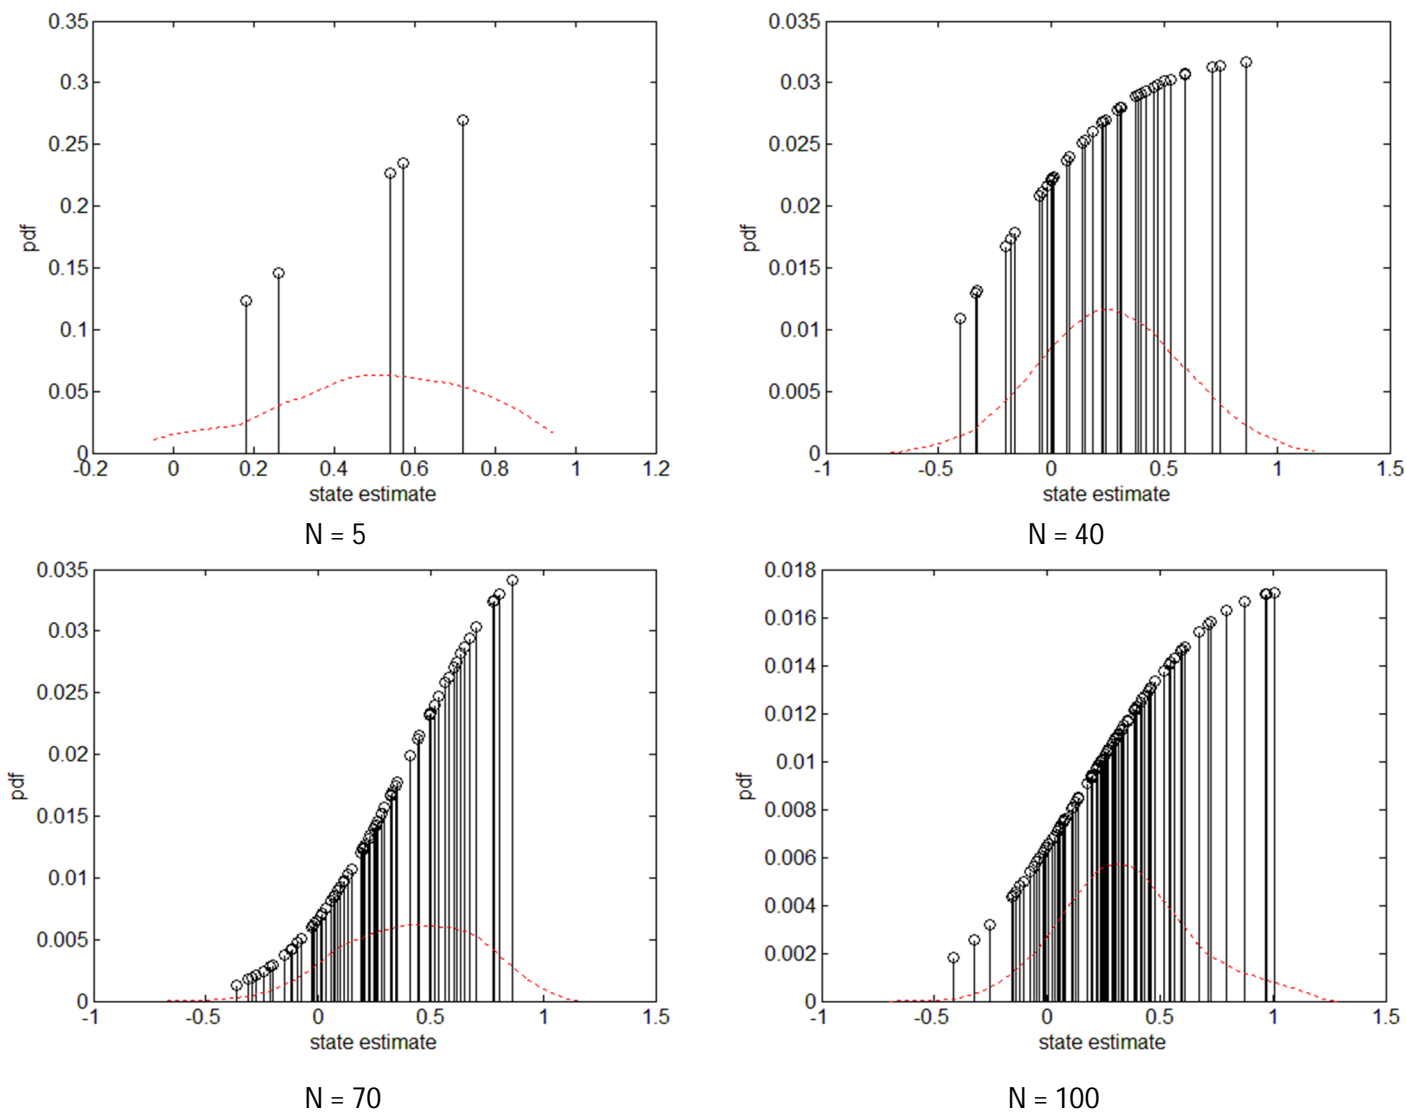 0.35
0.3
0.25
0.2
0.15
0.1
0.05
0
pdf
-0.2 0 0.2 0.4 0.6 0.8 1 1.2
state estimate
N = 5
0.035
0.03
0.025
0.02
0.015
0.01
0.005
0
pdf
-1 -0.5 0 0.5 1 1.5
state estimate
N = 40
0.035
0.03
0.025
0.02
0.015
0.01
0.005
0
pdf
-1 -0.5 0 0.5 1 1.5
state estimate
N = 70
0.018
0.016
0.014
0.012
0.01
0.008
0.006
0.004
0.002
0
pdf
-1 -0.5 0 0.5 1 1.5
state estimate
N = 100